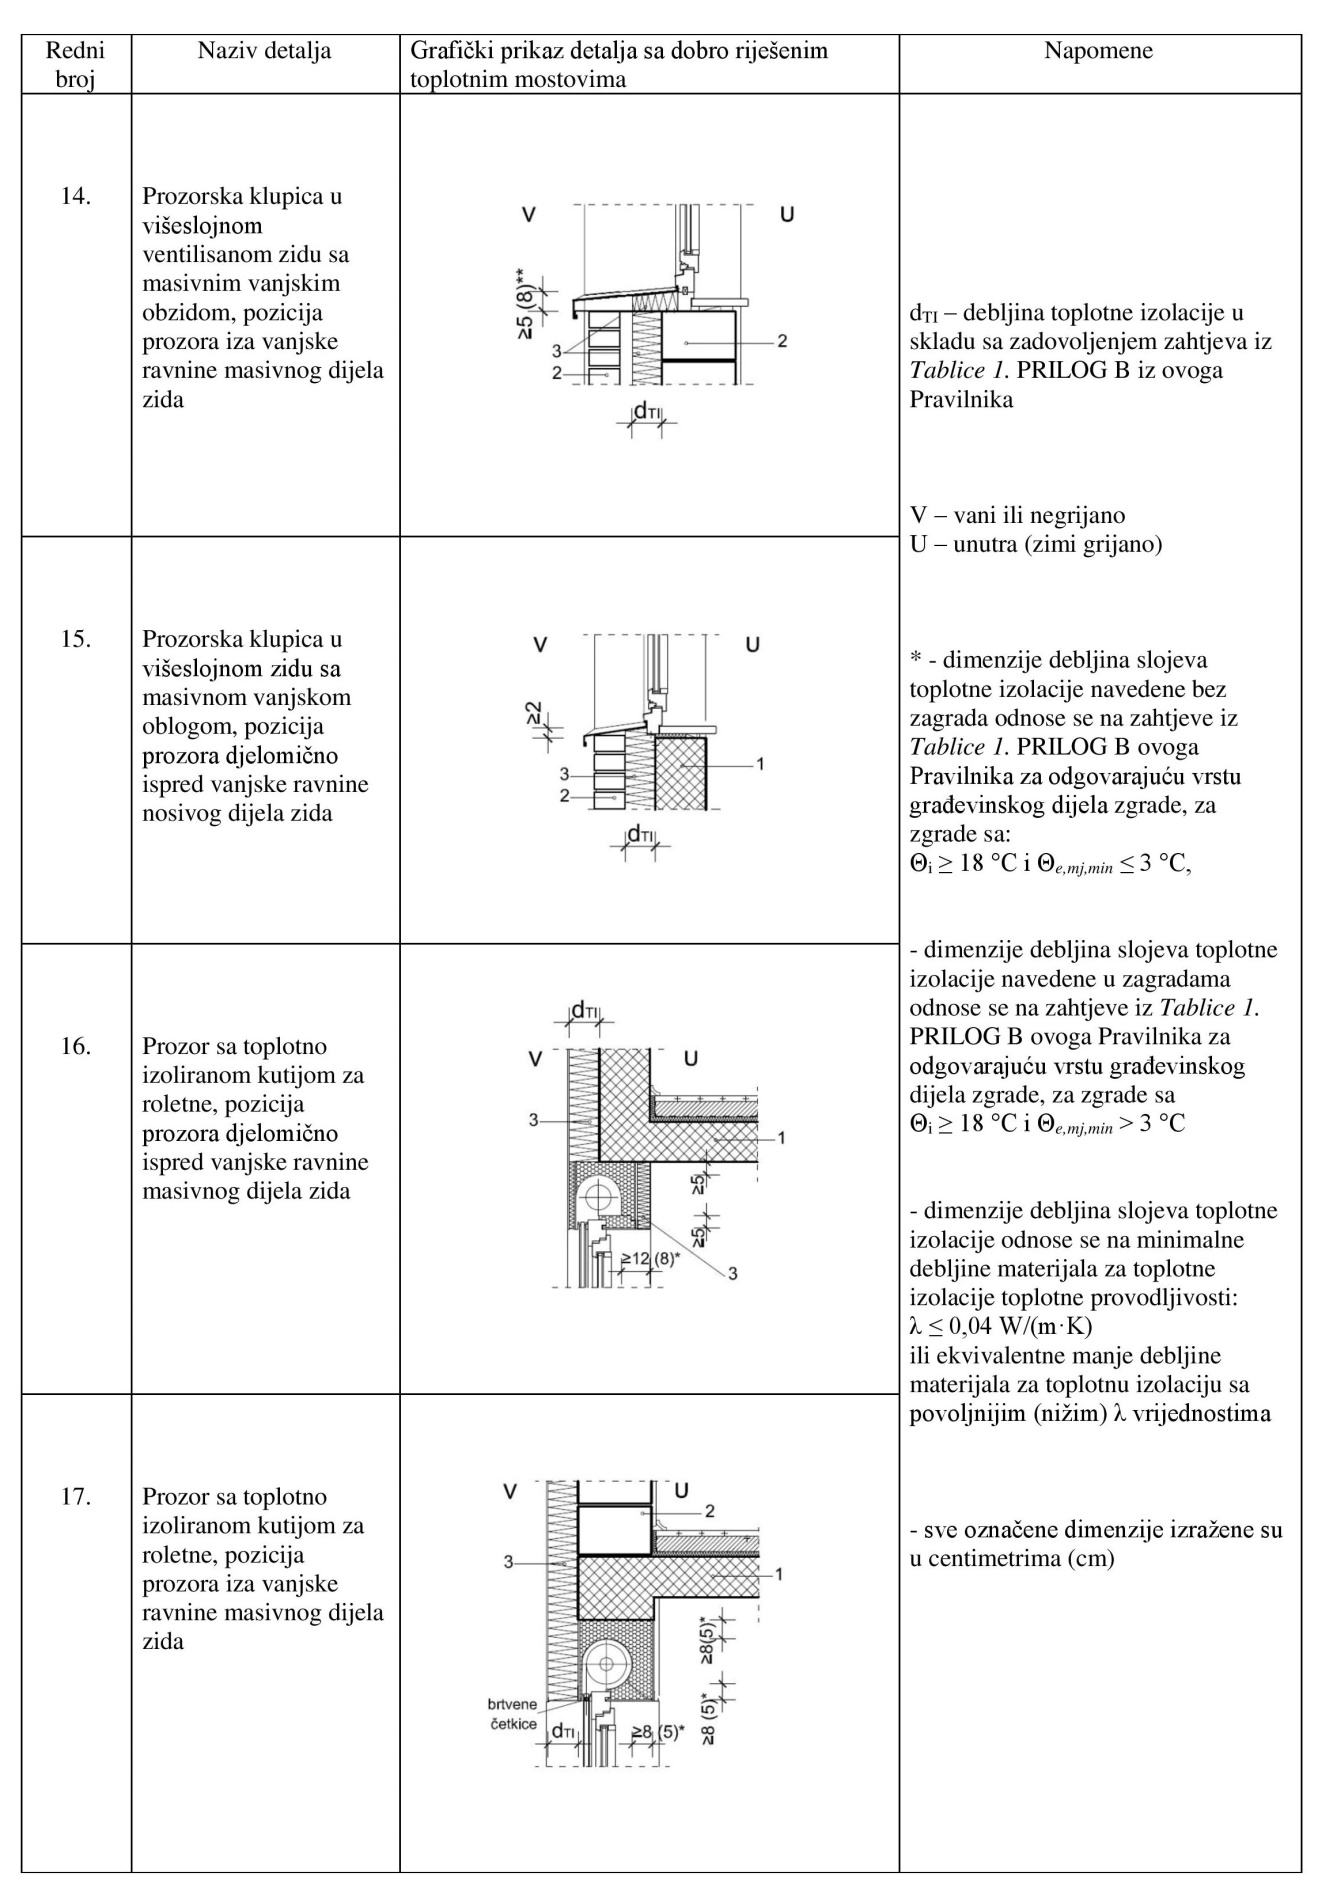 Redni
broj
Naziv detalja
Grafički prikaz detalja sa dobro riješenim
toplotnim mostovima
Napomene
14.
Prozorska klupica u
višeslojnom
ventilisanom zidu sa
masivnim vanjskim
obzidom, pozicija
prozora iza vanjske
ravnine masivnog dijela
zida
V
U
≥5 (8)**
3
2
2
dTI
15.
Prozorska klupica u
višeslojnom zidu sa
masivnom vanjskom
oblogom, pozicija
prozora djelomično
ispred vanjske ravnine
nosivog dijela zida
V
U
≥2
1
3
2
dTI
16.
Prozor sa toplotno
izoliranom kutijom za
roletne, pozicija
prozora djelomično
ispred vanjske ravnine
masivnog dijela zida
dTI
V
U
3
1
≥5
≥5
≥12 (8)*
3
17.
Prozor sa toplotno
izoliranom kutijom za
roletne, pozicija
prozora iza vanjske
ravnine masivnog dijela
zida
V
U
2
3
1
≥8(5)*
≥8 (5)*
brtvene
četkice
dTI
≥8 (5)*
dTI – debljina toplotne izolacije u
skladu sa zadovoljenjem zahtjeva iz
Tablice 1. PRILOG B iz ovoga
Pravilnika
V – vani ili negrijano
U – unutra (zimi grijano)
* - dimenzije debljina slojeva
toplotne izolacije navedene bez
zagrada odnose se na zahtjeve iz
Tablice 1. PRILOG B ovoga
Pravilnika za odgovarajuću vrstu
građevinskog dijela zgrade, za
zgrade sa:
Θi ≥ 18 °C i Θe,mj,min ≤ 3 °C,
- dimenzije debljina slojeva toplotne
izolacije navedene u zagradama
odnose se na zahtjeve iz Tablice 1.
PRILOG B ovoga Pravilnika za
odgovarajuću vrstu građevinskog
dijela zgrade, za zgrade sa
Θi ≥ 18 °C i Θe,mj,min > 3 °C
- dimenzije debljina slojeva toplotne
izolacije odnose se na minimalne
debljine materijala za toplotne
izolacije toplotne provodljivosti:
λ ≤ 0,04 W/(m·K)
ili ekvivalentne manje debljine
materijala za toplotnu izolaciju sa
povoljnijim (nižim) λ vrijednostima
- sve označene dimenzije izražene su
u centimetrima (cm)